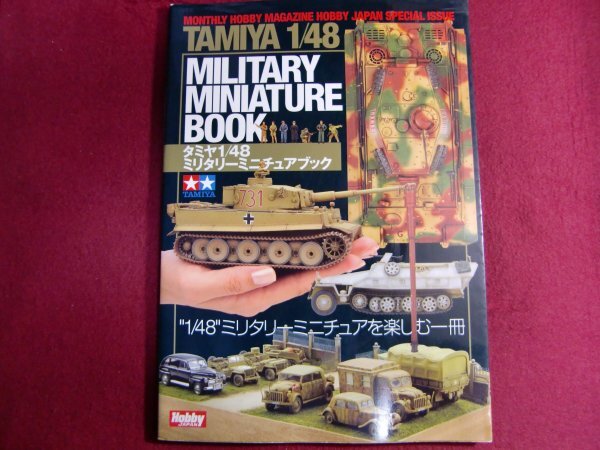 MONTHLY HOBBY MAGAZINE HOBBY JAPAN SPECIAL ISSUE
TAMIYA 1/48
MILITARY
MINIATURE
BOOK
タミヤ1/48
ミリタリーミニチュアブック
TAMIYA
731
"1/48"ミリタリーミニチュアを楽しむ一冊
Hobby
JAPAN